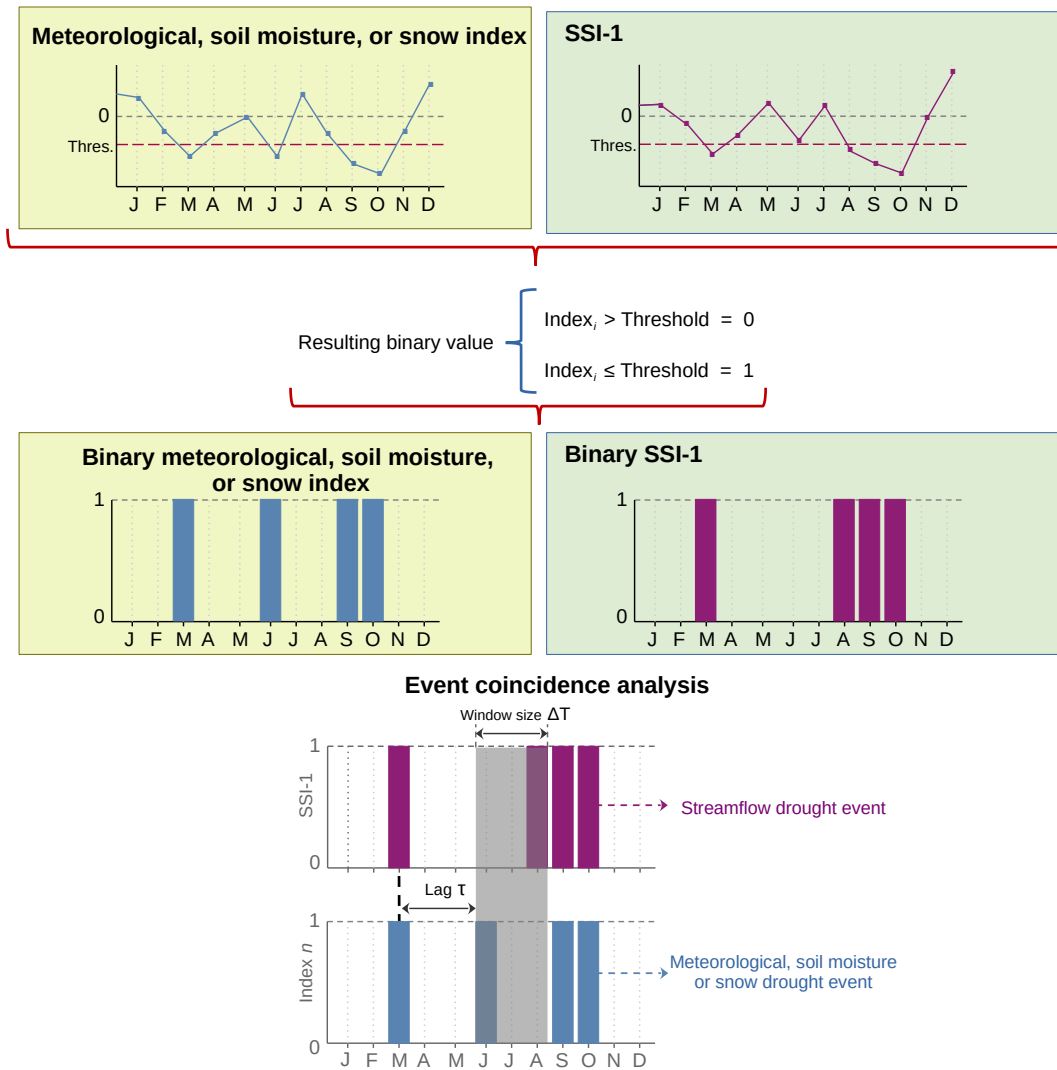 Meteorological, soil moisture, or snow index
0
Thres.
J F M A M J J A S O N D
SSI-1
0
Thres.
J F M A M J J A S O N D
Resulting binary value
Index𝑖 > Threshold = 0
Index𝑖 ≤ Threshold = 1
Binary meteorological, soil moisture,
or snow index
1
0
J F M A M J J A S O N D
Binary SSI-1
1
0
J F M A M J J A S O N D
Event coincidence analysis
Window size ΔT
1
SSI-1
0
Streamflow drought event
Lag τ
1
Index n
0
Meteorological, soil moisture
or snow drought event
J F M A M J J A S O N D